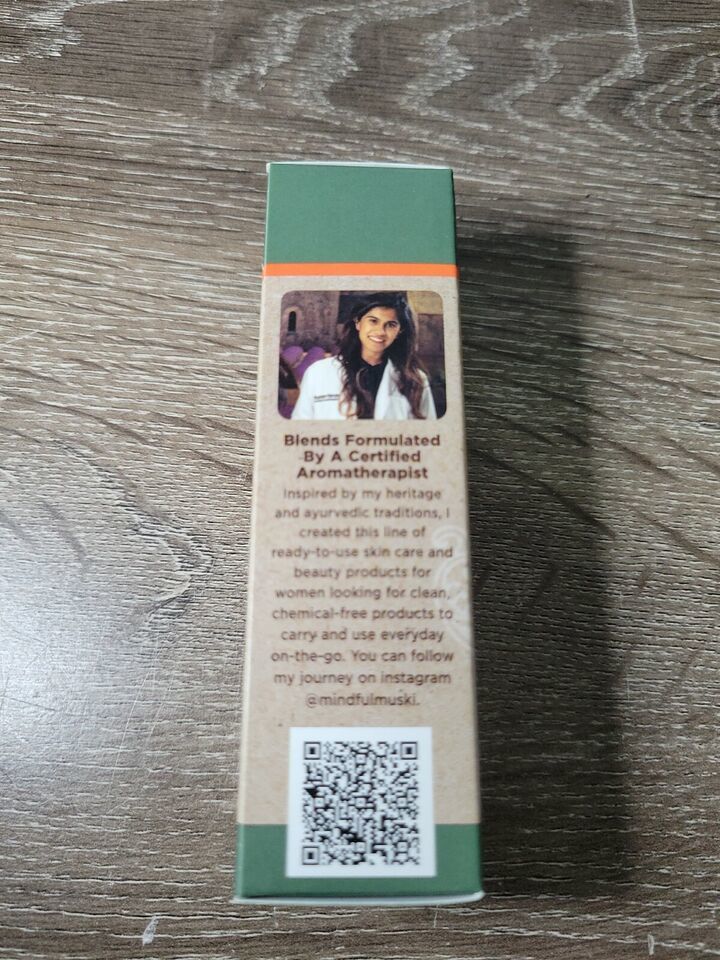 Blends Formulated
By A Certified
Aromatherapist
Inspired by my heritage
and ayurvedic traditions, I
created this line of
ready-to-use skin care and
beauty products for
women looking for clean,
chemical-free products to
carry and use everyday
on-the-go. You can follow
my journey on instagram
@mindfulmuski.